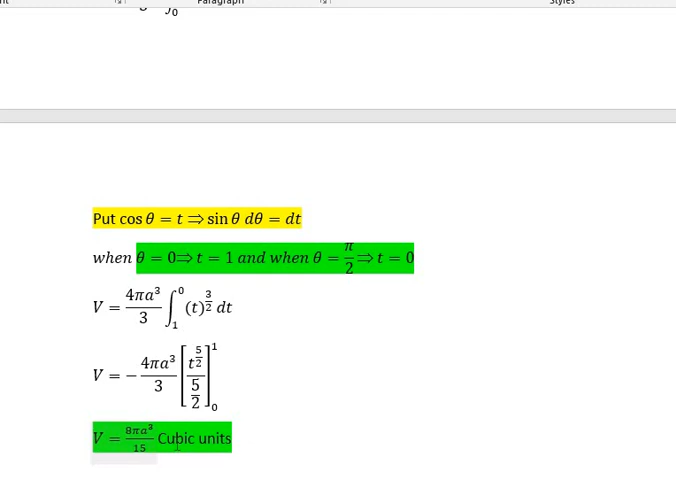 Paragraph Styles
Put cos θ = t ⇒ sin θ dθ = dt
when θ = 0⇒ t = 1 and when θ = π/2 ⇒ t = 0
V = 4πa³/3 ∫₁⁰ (t)^(3/2) dt
V = − 4πa³/3 [t^(5/2) / (5/2)]₀¹
V = 8πa³/15 Cubic units